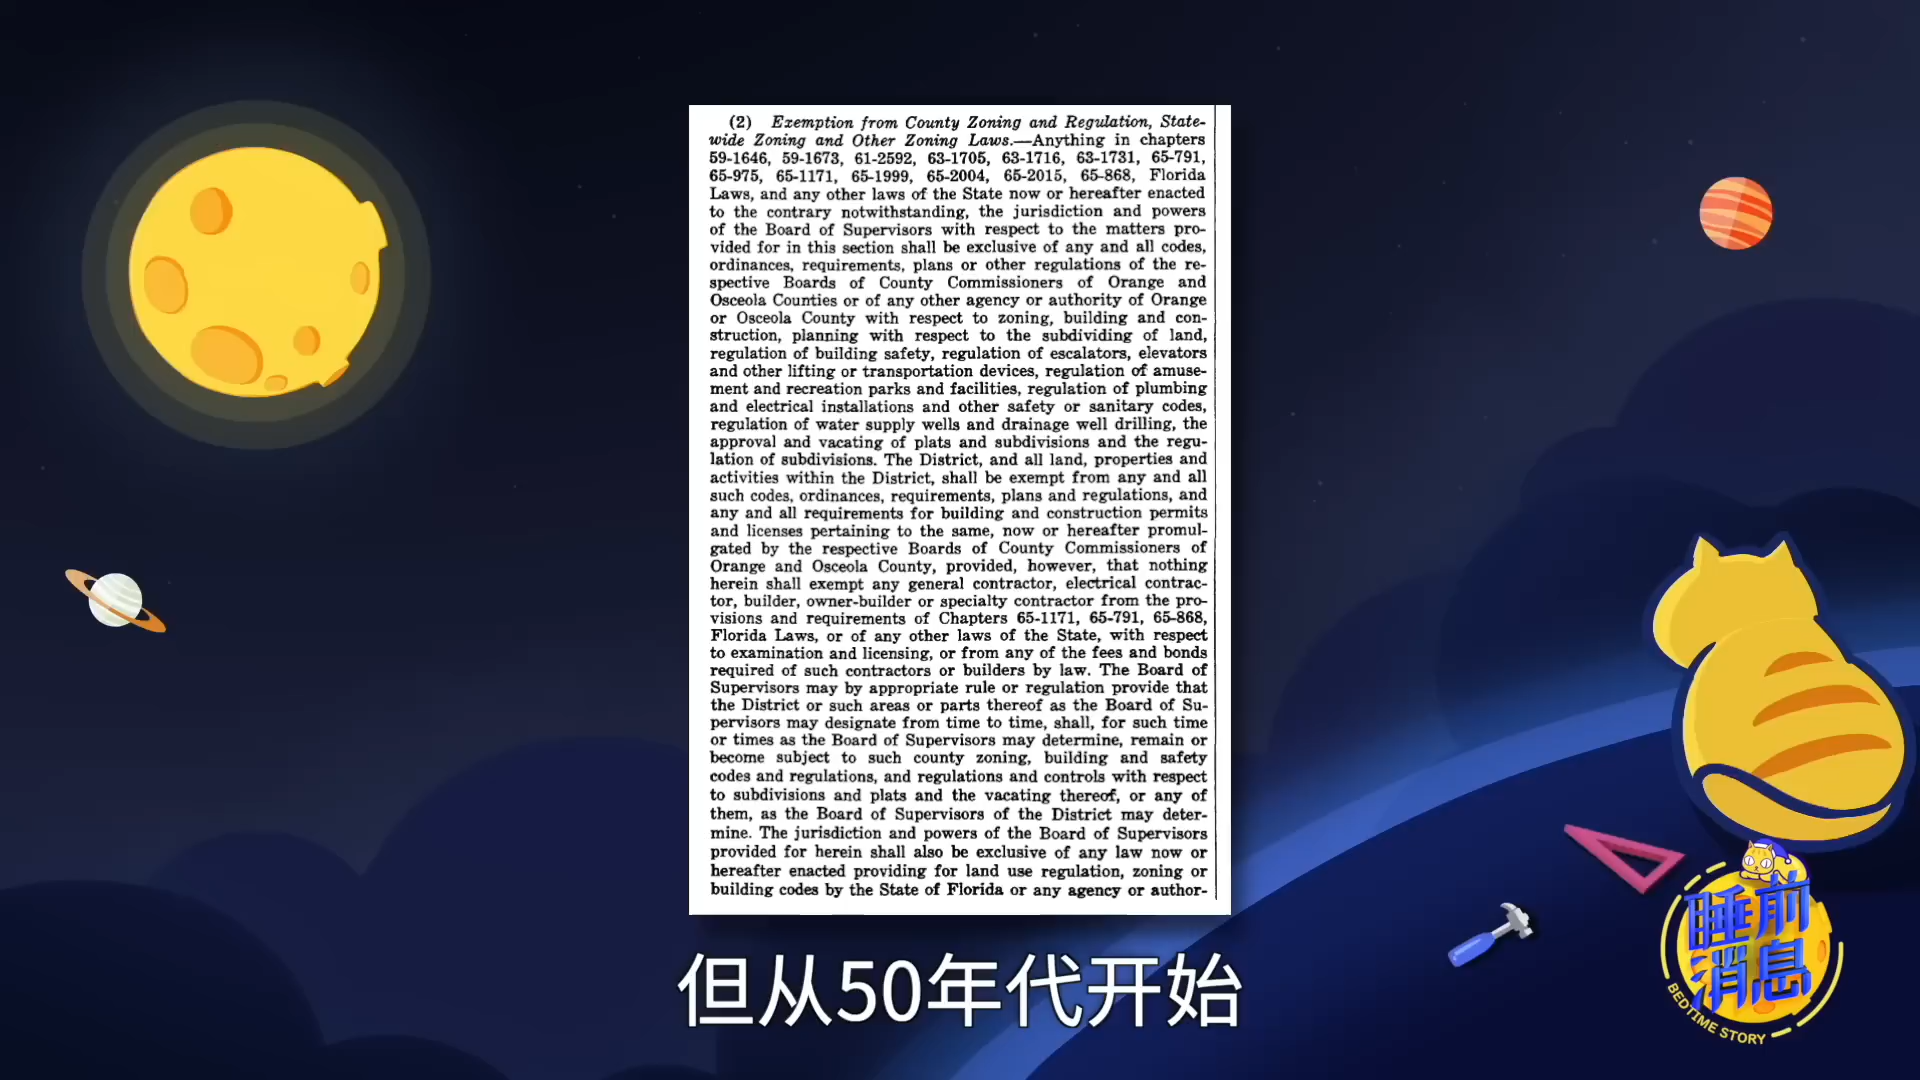 (2) Exemption from County Zoning and Regulation, State-
wide Zoning and Other Zoning Laws.—Anything in chapters
59-1646, 59-1673, 61-2592, 63-1705, 63-1716, 63-1731, 65-791,
65-975, 65-1171, 65-1999, 65-2004, 65-2015, 65-868, Florida
Laws, and any other laws of the State now or hereafter enacted
to the contrary notwithstanding, the jurisdiction and powers
of the Board of Supervisors with respect to the matters pro-
vided for in this section shall be exclusive of any and all codes,
ordinances, requirements, plans or other regulations of the re-
spective Boards of County Commissioners of Orange and
Osceola Counties or of any other agency or authority of Orange
or Osceola County with respect to zoning, building and con-
struction, planning with respect to the subdividing of land,
regulation of building safety, regulation of escalators, elevators
and other lifting or transportation devices, regulation of amuse-
ment and recreation parks and facilities, regulation of plumbing
and electrical installations and other safety or sanitary codes,
regulation of water supply wells and drainage well drilling, the
approval and vacating of plats and subdivisions and the regu-
lation of subdivisions. The District, and all land, properties and
activities within the District, shall be exempt from any and all
such codes, ordinances, requirements, plans and regulations, and
any and all requirements for building and construction permits
and licenses pertaining to the same, now or hereafter promul-
gated by the respective Boards of County Commissioners of
Orange and Osceola County, provided, however, that nothing
herein shall exempt any general contractor, electrical contrac-
tor, builder, owner-builder or specialty contractor from the pro-
visions and requirements of Chapters 65-1171, 65-791, 65-868,
Florida Laws, or of any other laws of the State, with respect
to examination and licensing, or from any of the fees and bonds
required of such contractors or builders by law. The Board of
Supervisors may by appropriate rule or regulation provide that
the District or such areas or parts thereof as the Board of Su-
pervisors may designate from time to time, shall, for such time
or times as the Board of Supervisors may determine, remain or
become subject to such county zoning, building and safety
codes and regulations, and regulations and controls with respect
to subdivisions and plats and the vacating thereof, or any of
them, as the Board of Supervisors of the District may deter-
mine. The jurisdiction and powers of the Board of Supervisors
provided for herein shall also be exclusive of any law now or
hereafter enacted providing for land use regulation, zoning or
building codes by the State of Florida or any agency or author-
但从50年代开始
睡前
消息
BEDTIME STORY